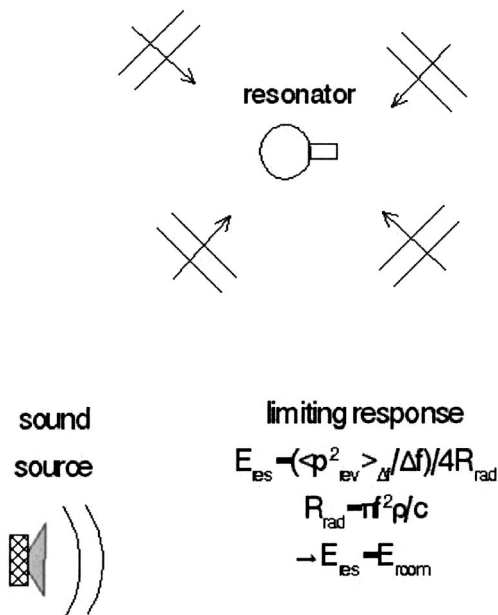 resonator
sound
source
limiting response
E_res=(<p²_rev>_Δf/Δf)/4R_rad
R_rad=πf²ρ/c
→E_res=E_room